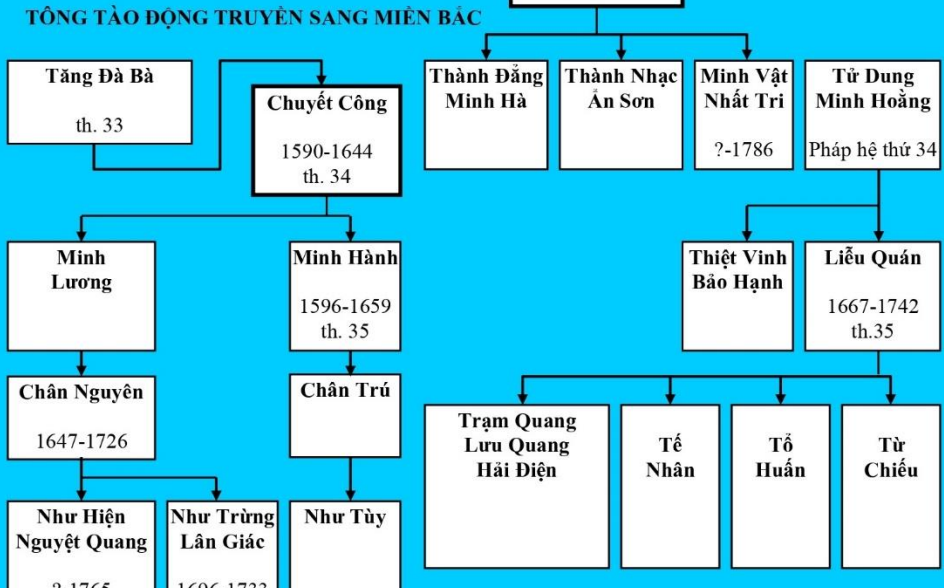 TÔNG TÀO ĐỘNG TRUYỀN SANG MIỀN BẮC
Tăng Đà Bà
th. 33
Chuyết Công
1590-1644
th. 34
Thành Đẳng
Minh Hà
Thành Nhạc
Ẩn Sơn
Minh Vật
Nhất Tri
?-1786
Tử Dung
Minh Hoằng
Pháp hệ thứ 34
Minh
Lương
Minh Hành
1596-1659
th. 35
Thiệt Vinh
Bảo Hạnh
Liễu Quán
1667-1742
th.35
Chân Nguyên
1647-1726
Chân Trú
Trạm Quang
Lưu Quang
Hải Điện
Tế
Nhân
Tổ
Huấn
Từ
Chiếu
Như Hiện
Nguyệt Quang
?-1765
Như Trừng
Lân Giác
1696-1733
Như Tùy